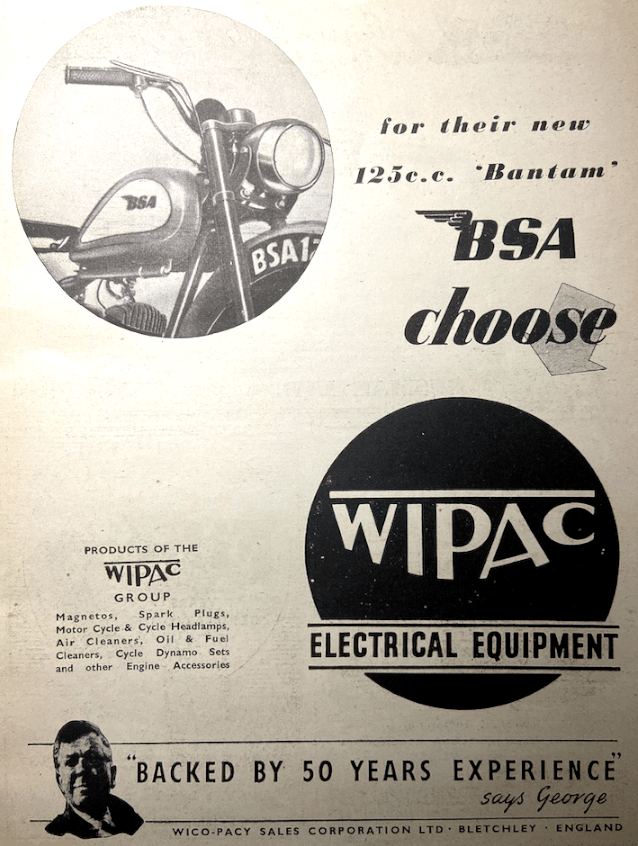 BSA
BSA12
for their new
125c.c. ‘Bantam’
BSA
choose
WIPAC
ELECTRICAL EQUIPMENT
PRODUCTS OF THE
WIPAC
GROUP
Magnetos, Spark Plugs,
Motor Cycle & Cycle Headlamps,
Air Cleaners, Oil & Fuel
Cleaners, Cycle Dynamo Sets
and other Engine Accessories
"BACKED BY 50 YEARS EXPERIENCE"
says George
WICO-PACY SALES CORPORATION LTD · BLETCHLEY · ENGLAND